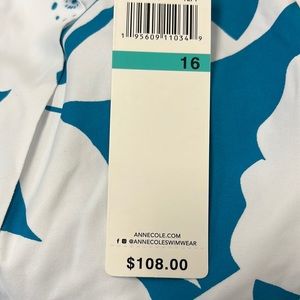 1 95609 11034 9
16
ANNECOLE.COM
@ANNECOLESWIMWEAR
$108.00